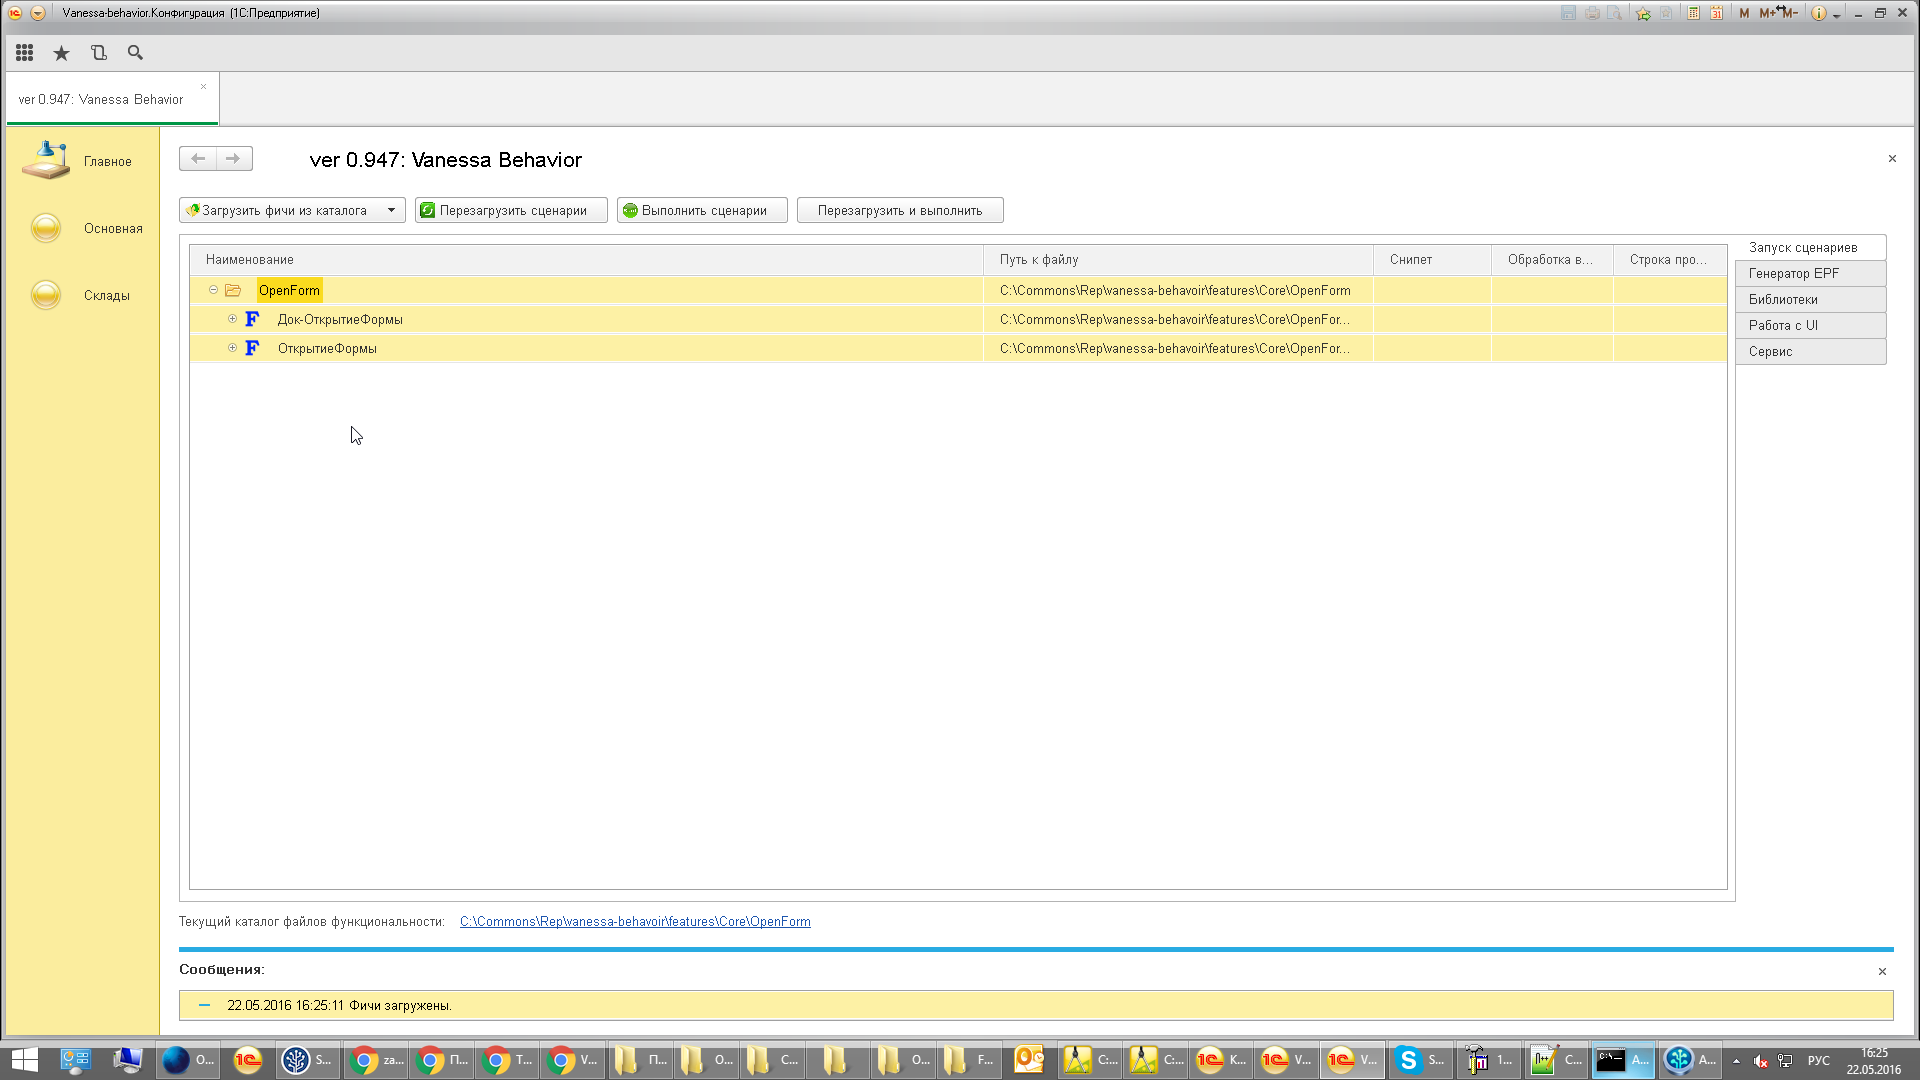 Vanessa-behavior.Конфигурация (1С:Предприятие)
M M+ M-
ver 0.947: Vanessa Behavior
Главное
Основная
Склады
ver 0.947: Vanessa Behavior
Загрузить фичи из каталога Перезагрузить сценарии Выполнить сценарии Перезагрузить и выполнить
Наименование Путь к файлу Снипет Обработка в... Строка про...
OpenForm C:\Commons\Rep\vanessa-behavoir\features\Core\OpenForm
F Док-ОткрытиеФормы C:\Commons\Rep\vanessa-behavoir\features\Core\OpenFor...
F ОткрытиеФормы C:\Commons\Rep\vanessa-behavoir\features\Core\OpenFor...
Запуск сценариев
Генератор EPF
Библиотеки
Работа с UI
Сервис
Текущий каталог файлов функциональности: C:\Commons\Rep\vanessa-behavoir\features\Core\OpenForm
Сообщения:
22.05.2016 16:25:11 Фичи загружены.
O... S... za... П... T... V... П... O... C... O... F... C:... C:... К... V... V... S... 1... C... A... A... РУС
16:25
22.05.2016